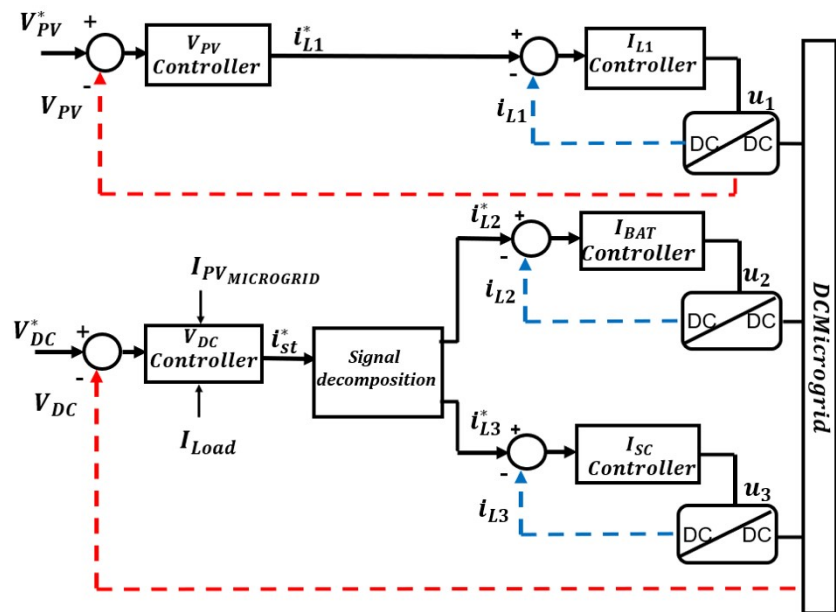 V*PV
+
-
VPV
VPV
Controller
i*L1
+
-
iL1
IL1
Controller
u1
DC
DC
i*L2
+
-
iL2
IBAT
Controller
u2
DC
DC
IPVMICROGRID
V*DC
+
-
VDC
VDC
Controller
i*st
ILoad
Signal
decomposition
i*L3
+
-
iL3
ISC
Controller
u3
DC
DC
DCMicrogrid